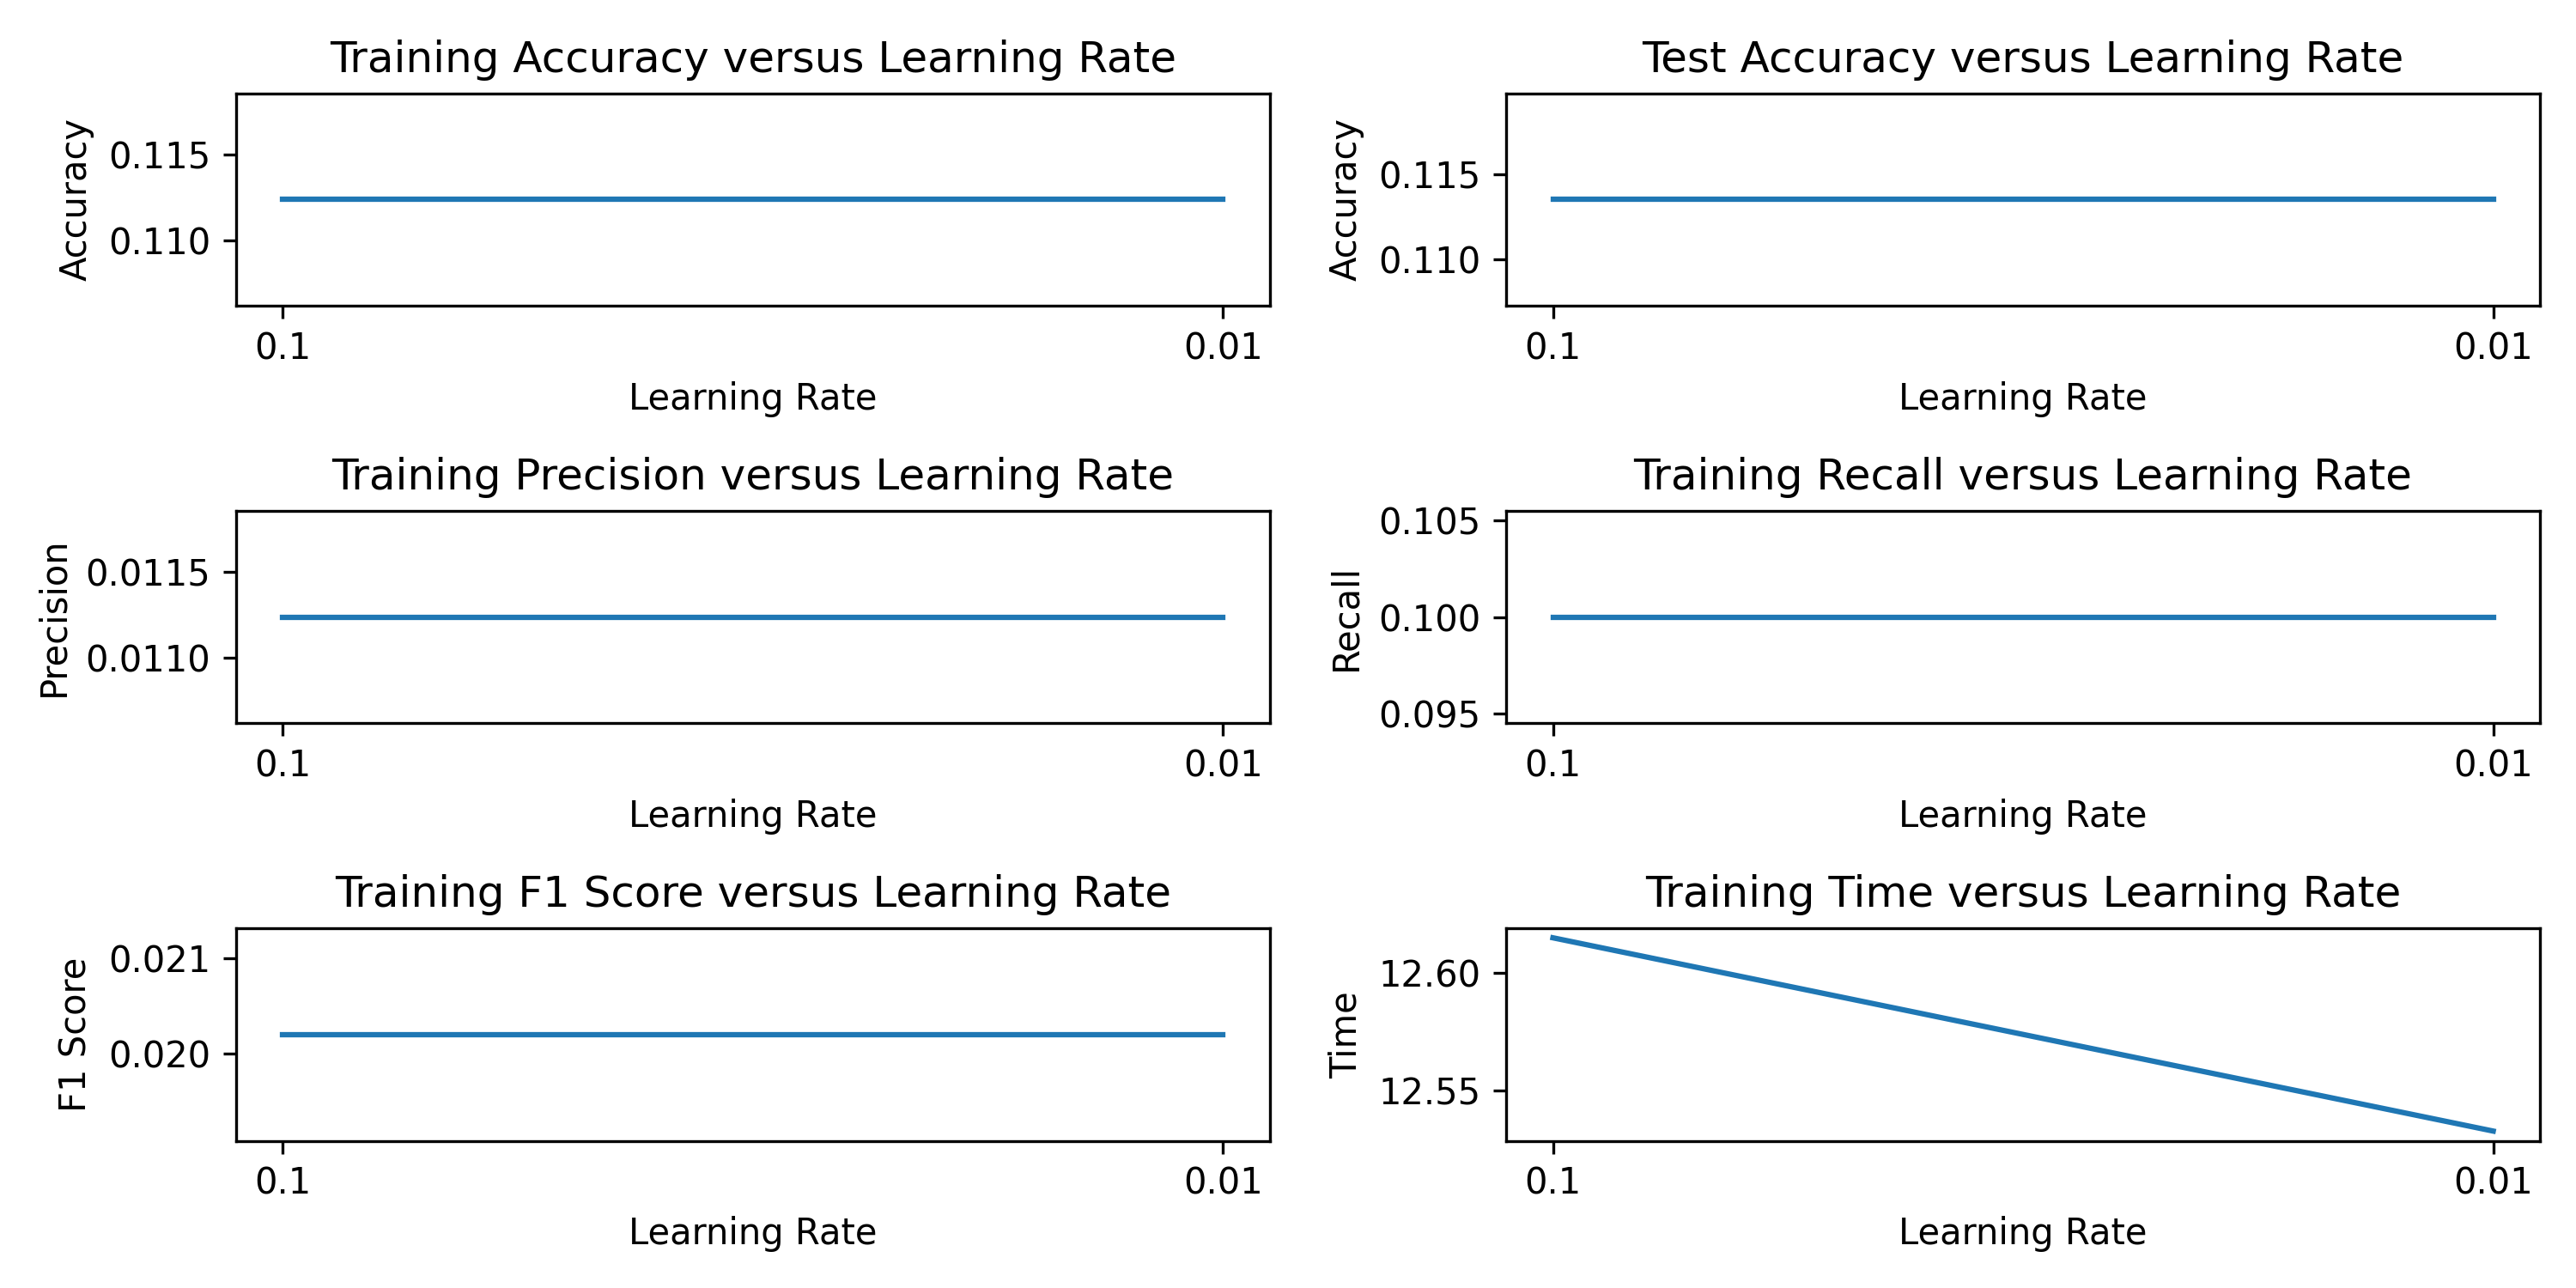 Training Accuracy versus Learning Rate
Accuracy
0.115
0.110
0.1
0.01
Learning Rate
Test Accuracy versus Learning Rate
Accuracy
0.115
0.110
0.1
0.01
Learning Rate
Training Precision versus Learning Rate
Precision
0.0115
0.0110
0.1
0.01
Learning Rate
Training Recall versus Learning Rate
Recall
0.105
0.100
0.095
0.1
0.01
Learning Rate
Training F1 Score versus Learning Rate
F1 Score
0.021
0.020
0.1
0.01
Learning Rate
Training Time versus Learning Rate
Time
12.60
12.55
0.1
0.01
Learning Rate